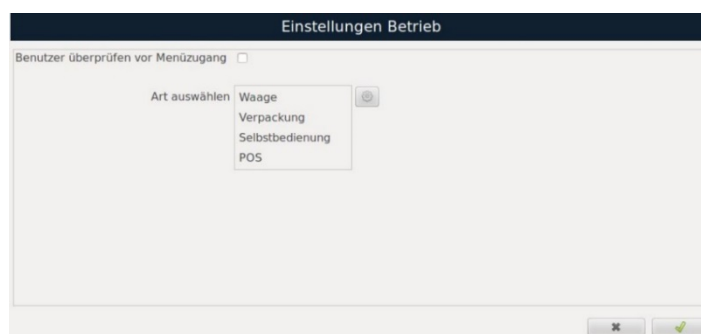 Einstellungen Betrieb
Benutzer überprüfen vor Menüzugang
Art auswählen
Waage
Verpackung
Selbstbedienung
POS